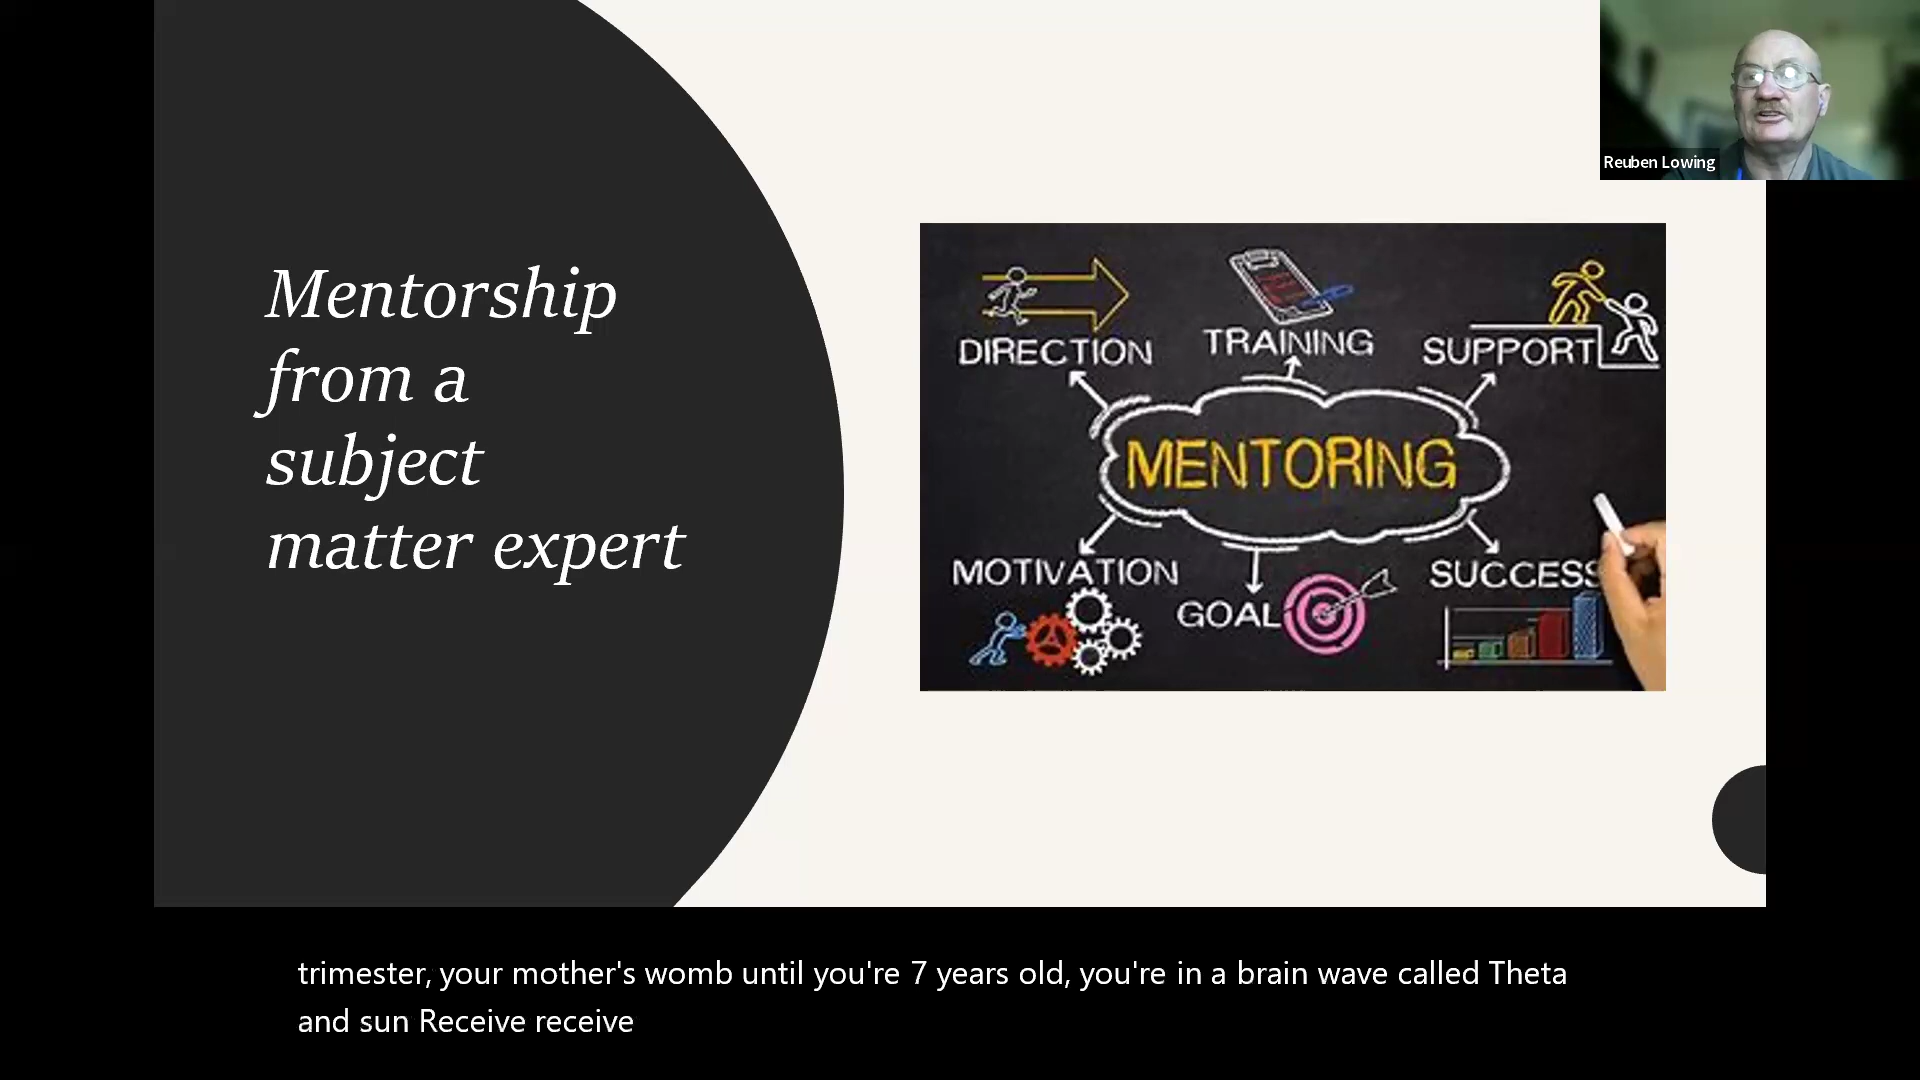 Mentorship
from a
subject
matter expert
Reuben Lowing
DIRECTION
TRAINING
SUPPORT
MENTORING
MOTIVATION
GOAL
SUCCESS
trimester, your mother's womb until you're 7 years old, you're in a brain wave called Theta
and sun Receive receive